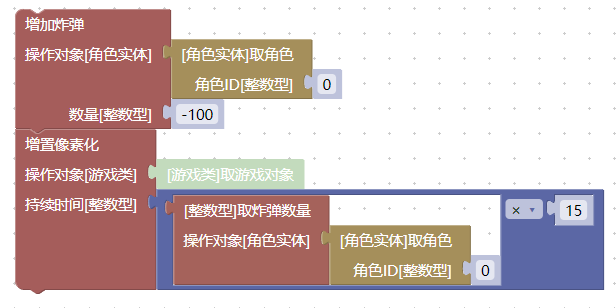 增加炸弹
操作对象[角色实体] [角色实体]取角色
角色ID[整数型] 0
数量[整数型] -100
增置像素化
操作对象[游戏类] [游戏类]取游戏对象
持续时间[整数型] [整数型]取炸弹数量 × 15
操作对象[角色实体] [角色实体]取角色
角色ID[整数型] 0